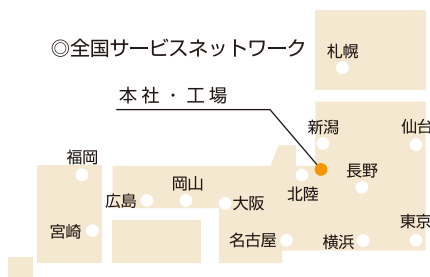 ◎全国サービスネットワーク
札幌
本社・工場
新潟
仙台
福岡
長野
岡山
北陸
広島
大阪
東京
宮崎
名古屋
横浜